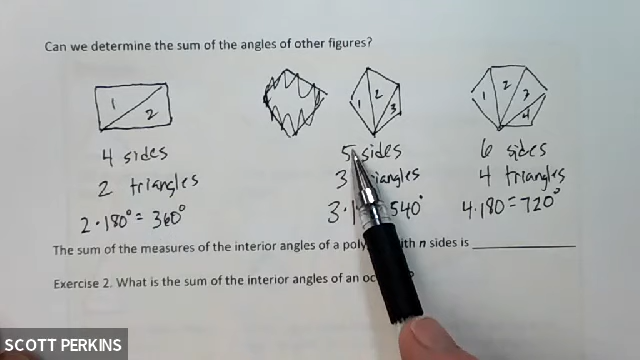 Can we determine the sum of the angles of other figures?
1 2
1 2 3
1 2 3 4
4 sides
5 sides
6 sides
2 triangles
3
4 triangles
2·180°=360°
3· 540°
4·180=720°
The sum of the measures of the interior angles of a with n sides is
Exercise 2. What is the sum of the interior angles of an
SCOTT PERKINS